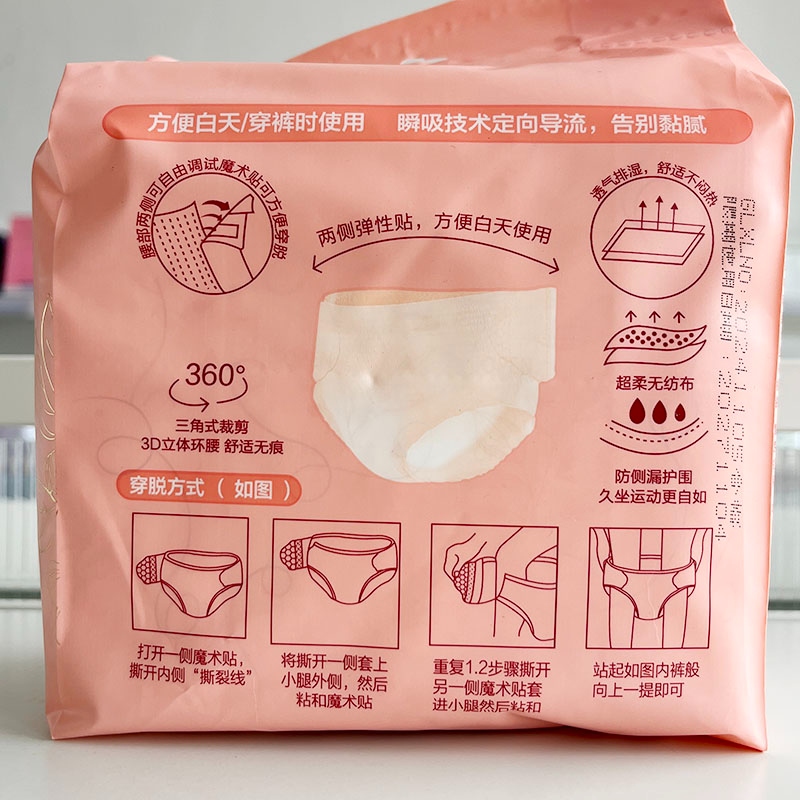 方便白天/穿裤时使用 瞬吸技术定向导流，告别黏腻
腰部两侧可自由调试魔术贴可方便穿脱
两侧弹性贴，方便白天使用
透气排湿，舒适不闷热
360°
三角式裁剪
3D立体环腰 舒适无痕
超柔无纺布
防侧漏护围
久坐运动更自如
穿脱方式（如图）
打开一侧魔术贴，
撕开内侧“撕裂线”
将撕开一侧套上
小腿外侧，然后
粘和魔术贴
重复1.2步骤撕开
另一侧魔术贴套
进小腿然后粘和
站起如图内裤般
向上一提即可
限期使用日期：20271104